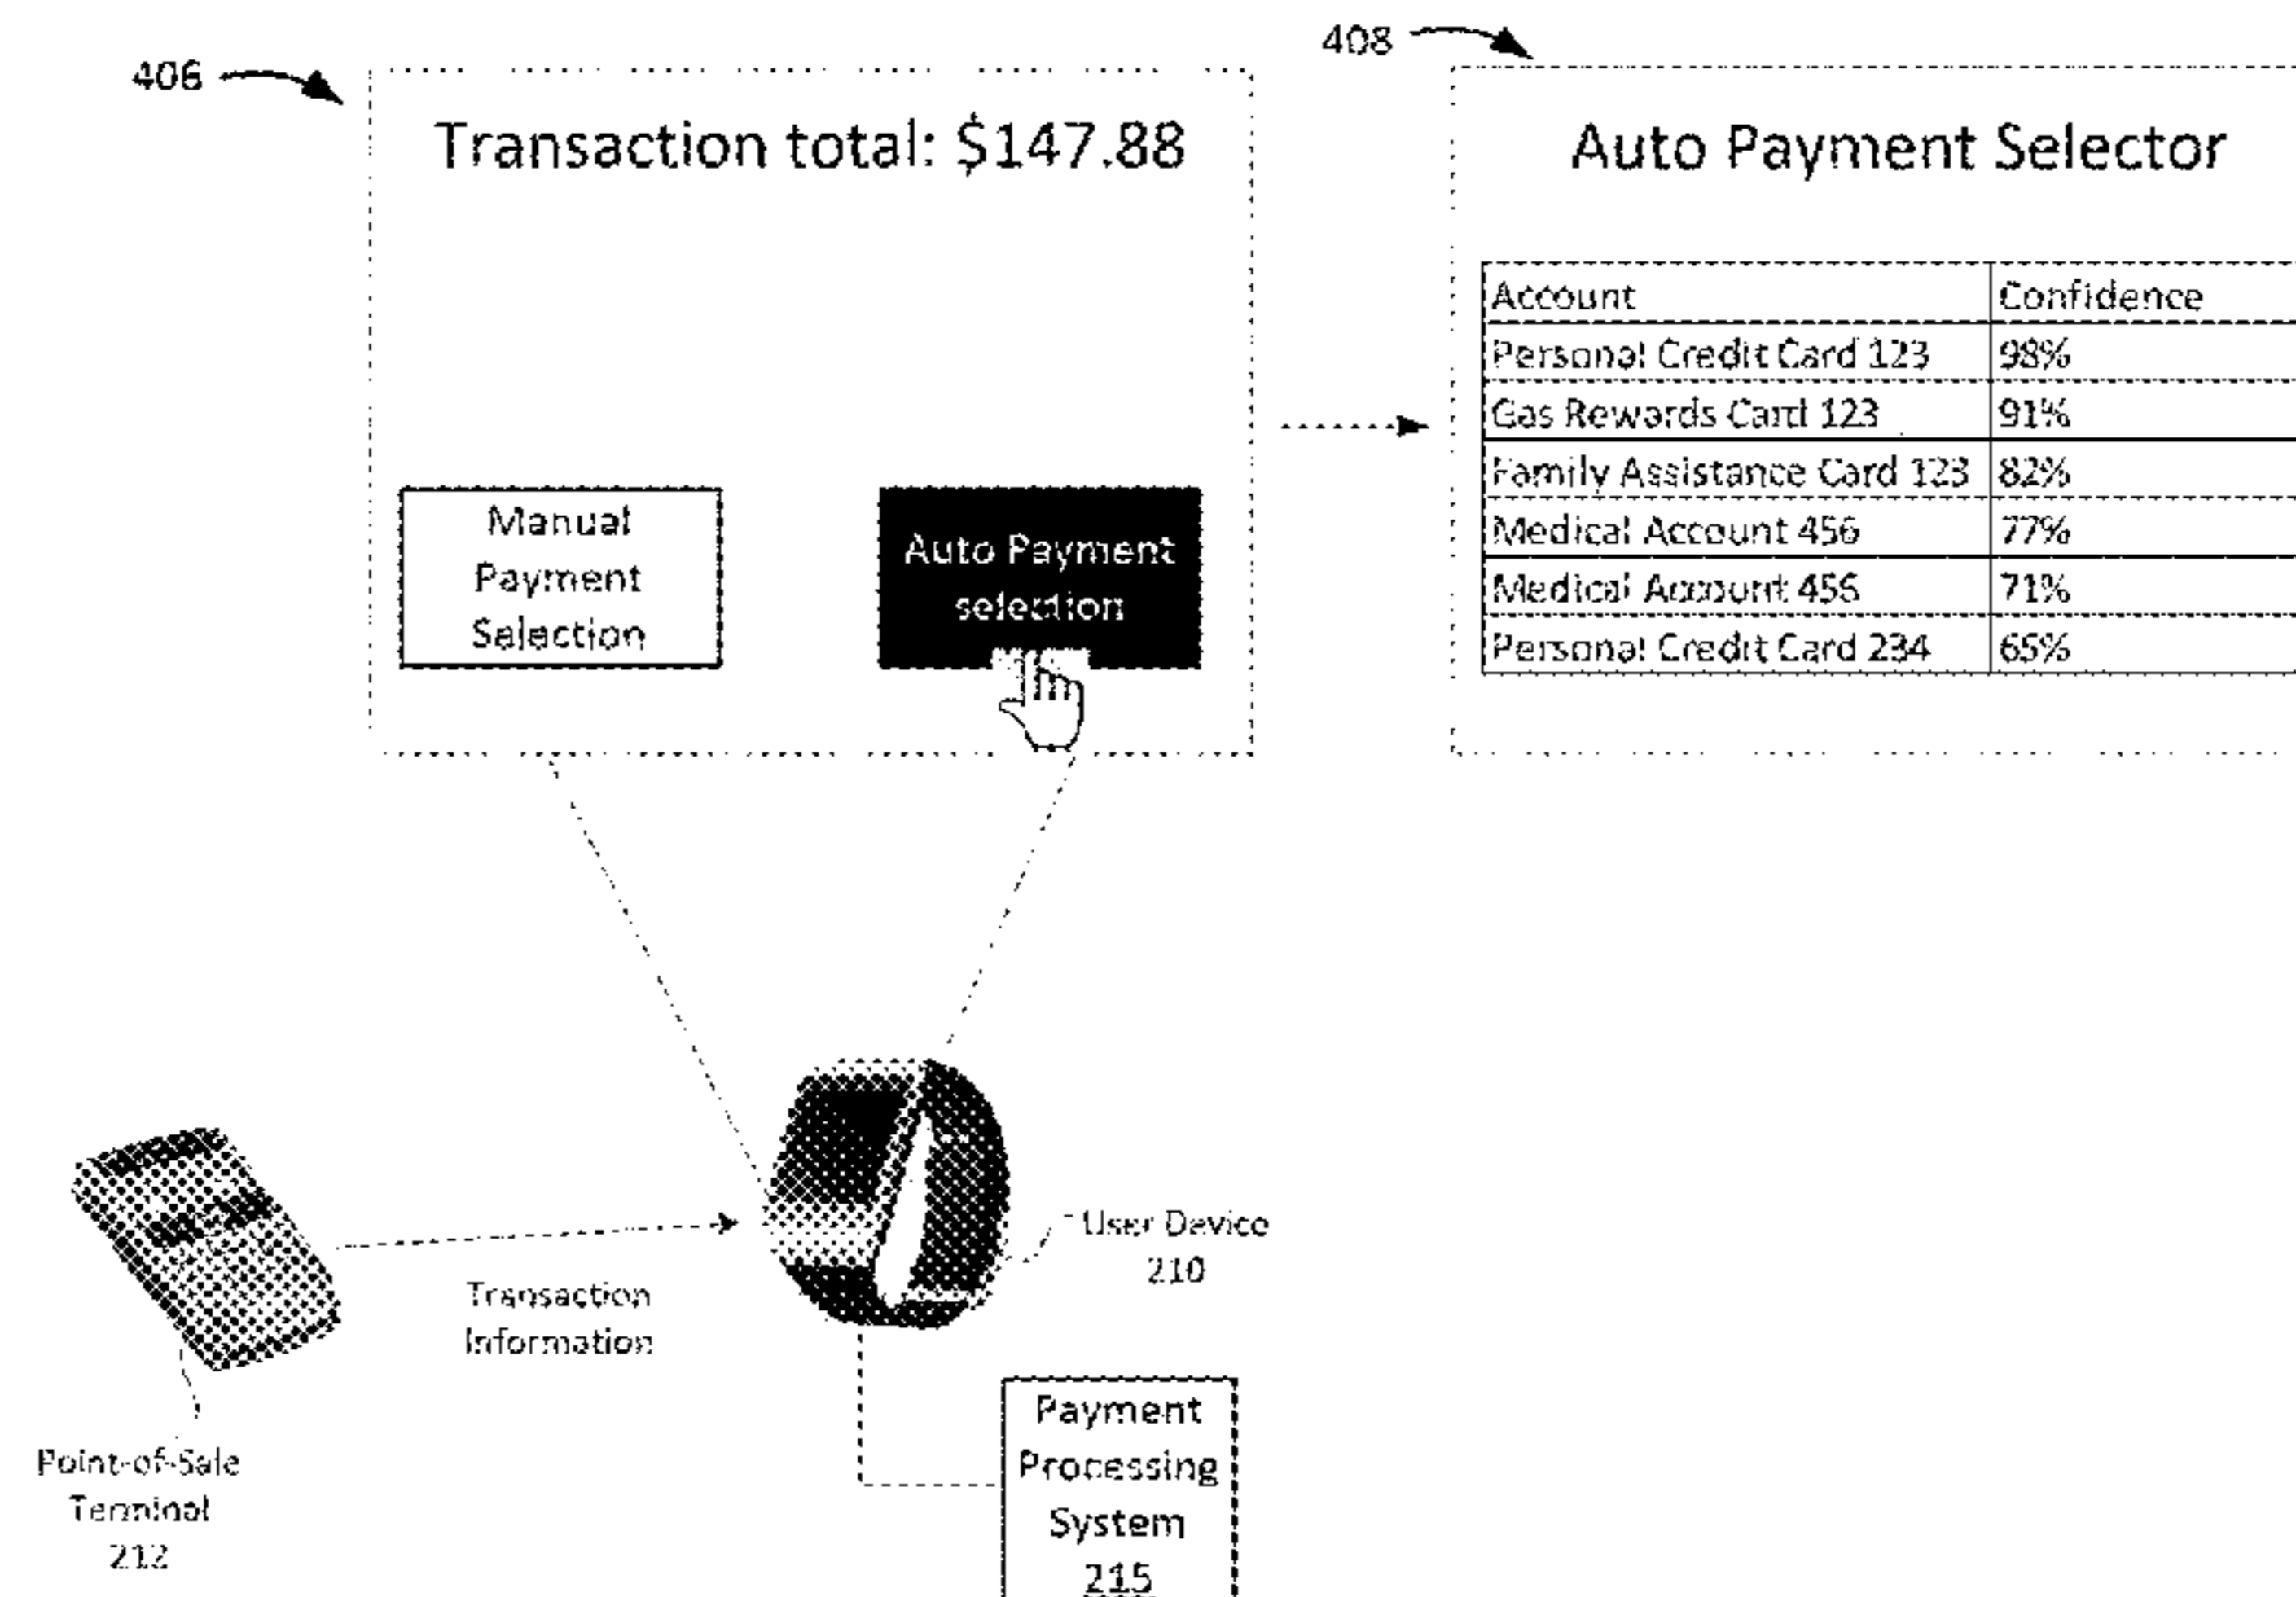 406
Transaction total: $147.88
Manual
Payment
Selection
Auto Payment
selection
408
Auto Payment Selector
Account Confidence
Personal Credit Card 123 98%
Gas Rewards Card 123 91%
Family Assistance Card 123 82%
Medical Account 456 77%
Medical Account 456 71%
Personal Credit Card 234 65%
Transaction
Information
User Device
210
Point-of-Sale
Terminal
212
Payment
Processing
System
215